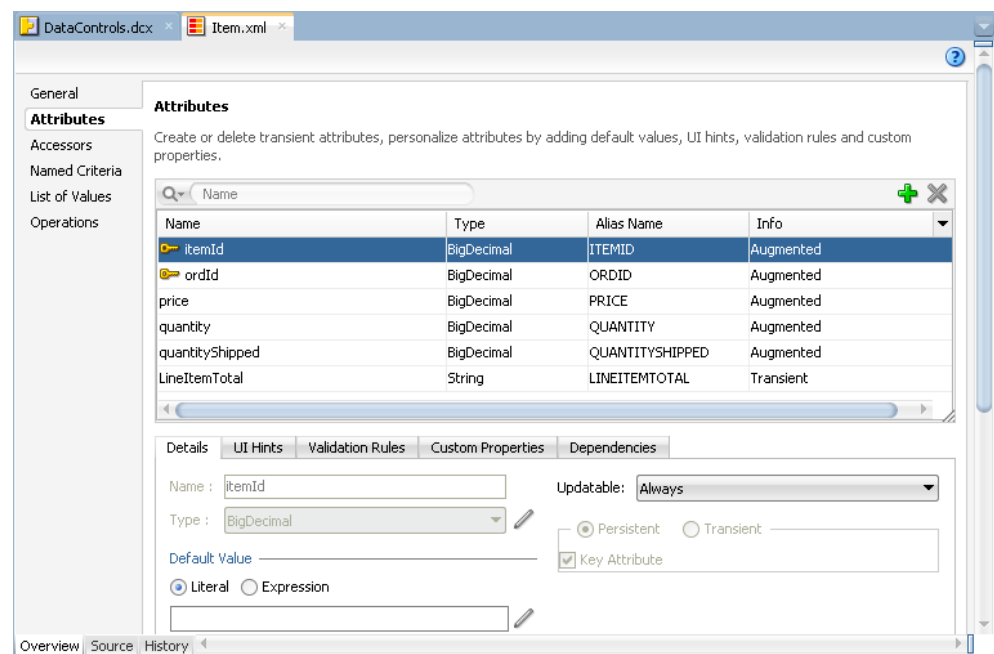 DataControls.dcx Item.xml
General
Attributes
Accessors
Named Criteria
List of Values
Operations
Attributes
Create or delete transient attributes, personalize attributes by adding default values, UI hints, validation rules and custom
properties.
Name
Name Type Alias Name Info
itemId BigDecimal ITEMID Augmented
ordId BigDecimal ORDID Augmented
price BigDecimal PRICE Augmented
quantity BigDecimal QUANTITY Augmented
quantityShipped BigDecimal QUANTITYSHIPPED Augmented
LineItemTotal String LINEITEMTOTAL Transient
Details UI Hints Validation Rules Custom Properties Dependencies
Name : itemId
Type : BigDecimal
Default Value
Literal Expression
Updatable: Always
Persistent Transient
Key Attribute
Overview Source History